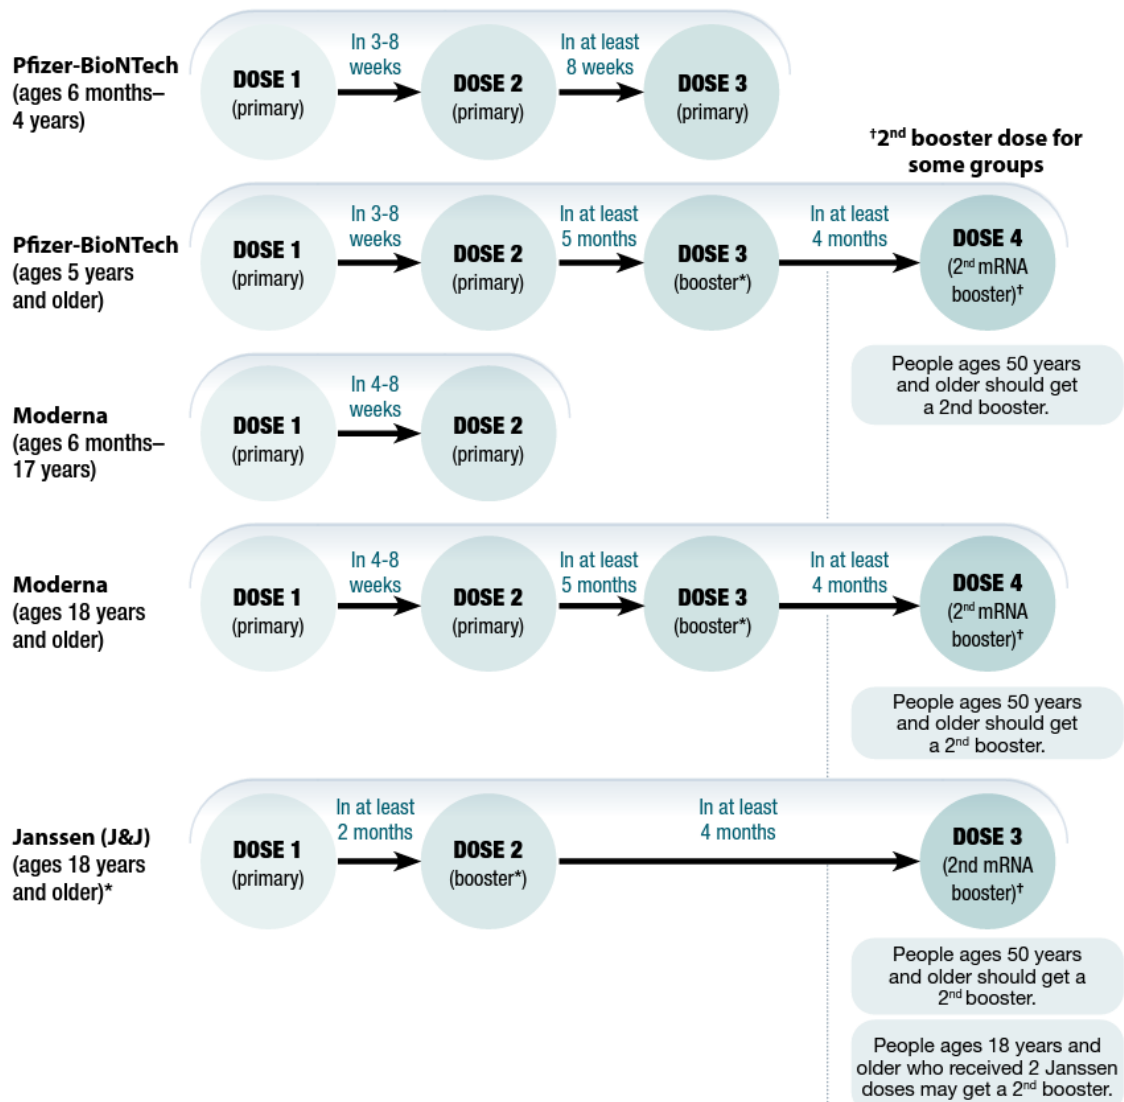 Pfizer-BioNTech
(ages 6 months–
4 years)
DOSE 1
(primary)
In 3-8
weeks
DOSE 2
(primary)
In at least
8 weeks
DOSE 3
(primary)
†2nd booster dose for
some groups
Pfizer-BioNTech
(ages 5 years
and older)
DOSE 1
(primary)
In 3-8
weeks
DOSE 2
(primary)
In at least
5 months
DOSE 3
(booster*)
In at least
4 months
DOSE 4
(2nd mRNA
booster)†
People ages 50 years
and older should get
a 2nd booster.
Moderna
(ages 6 months–
17 years)
DOSE 1
(primary)
In 4-8
weeks
DOSE 2
(primary)
Moderna
(ages 18 years
and older)
DOSE 1
(primary)
In 4-8
weeks
DOSE 2
(primary)
In at least
5 months
DOSE 3
(booster*)
In at least
4 months
DOSE 4
(2nd mRNA
booster)†
People ages 50 years
and older should get
a 2nd booster.
Janssen (J&J)
(ages 18 years
and older)*
DOSE 1
(primary)
In at least
2 months
DOSE 2
(booster*)
In at least
4 months
DOSE 3
(2nd mRNA
booster)†
People ages 50 years
and older should get a
2nd booster.
People ages 18 years and
older who received 2 Janssen
doses may get a 2nd booster.